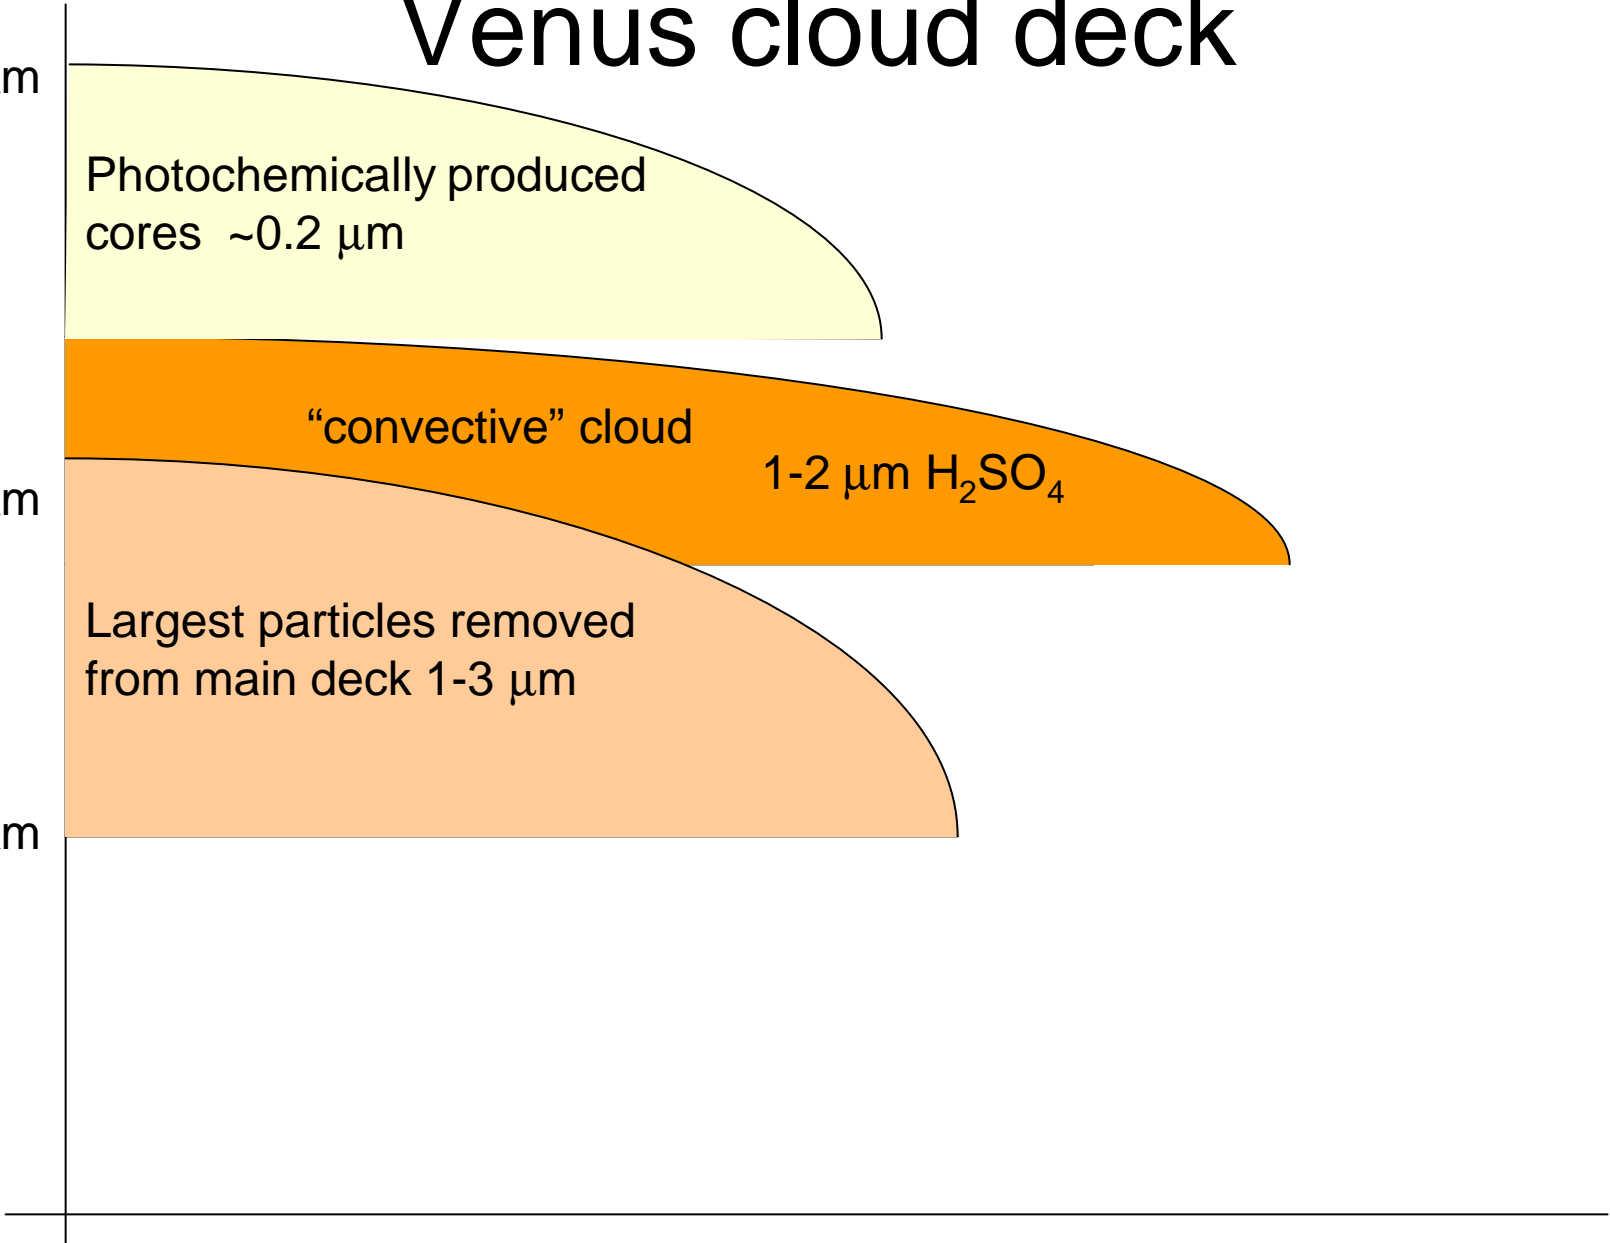 Venus cloud deck
m
Photochemically produced
cores ~0.2 μm
“convective” cloud
1-2 μm H₂SO₄
m
Largest particles removed
from main deck 1-3 μm
m